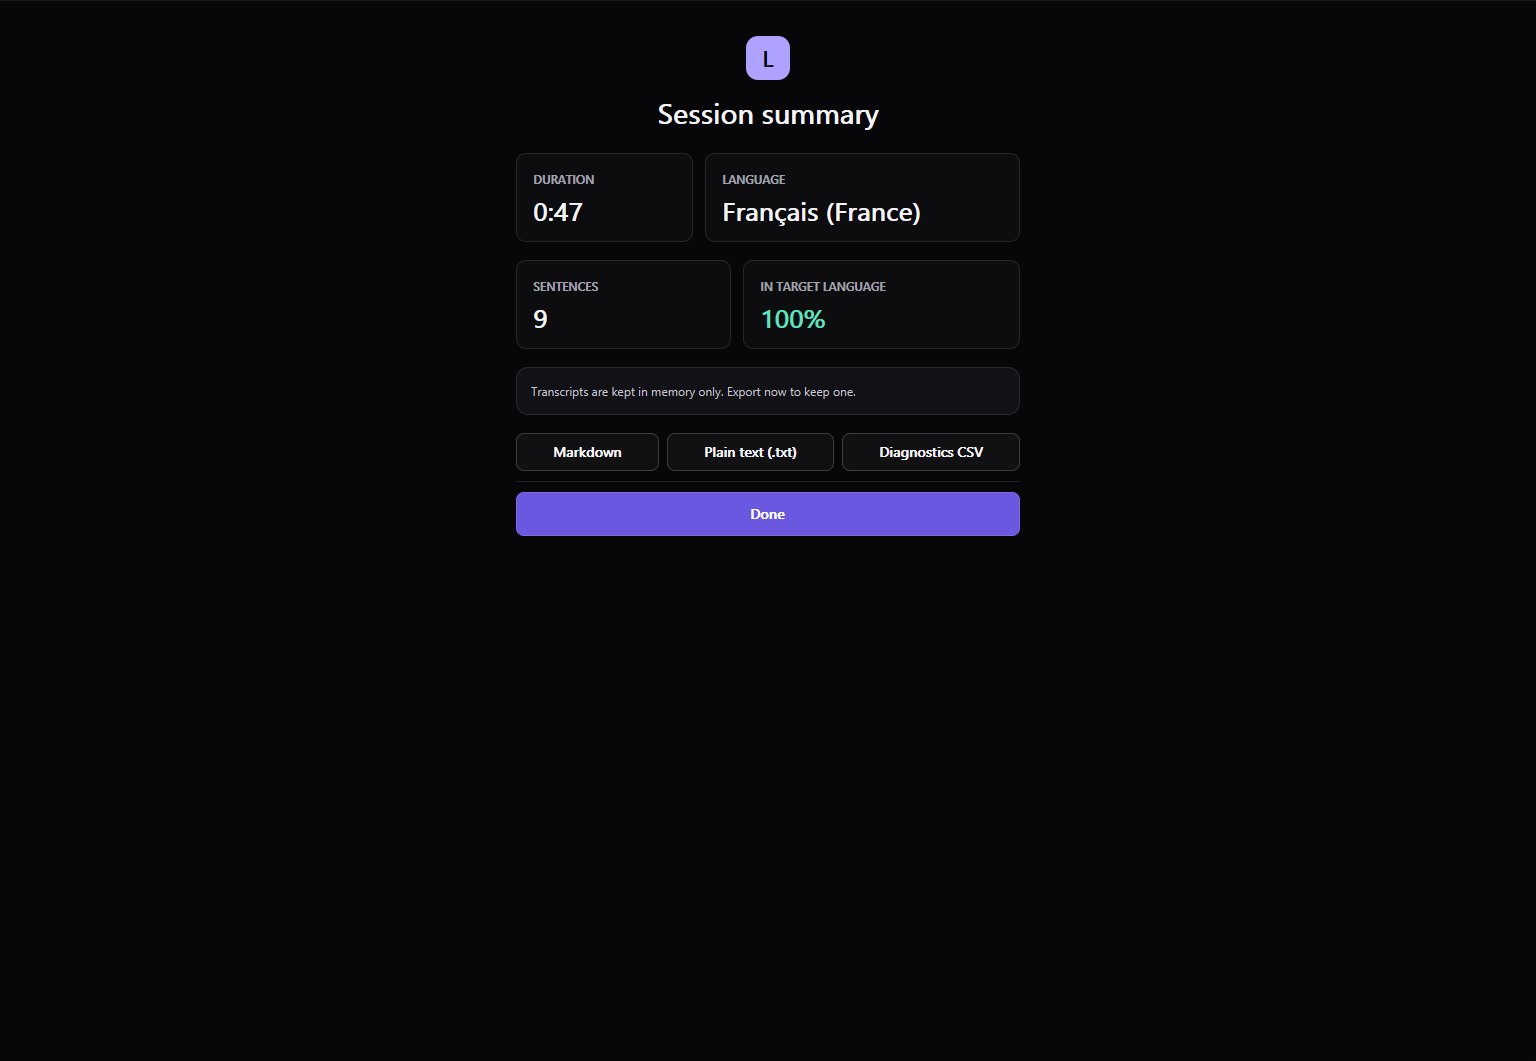 L
Session summary
DURATION
0:47
LANGUAGE
Français (France)
SENTENCES
9
IN TARGET LANGUAGE
100%
Transcripts are kept in memory only. Export now to keep one.
Markdown
Plain text (.txt)
Diagnostics CSV
Done